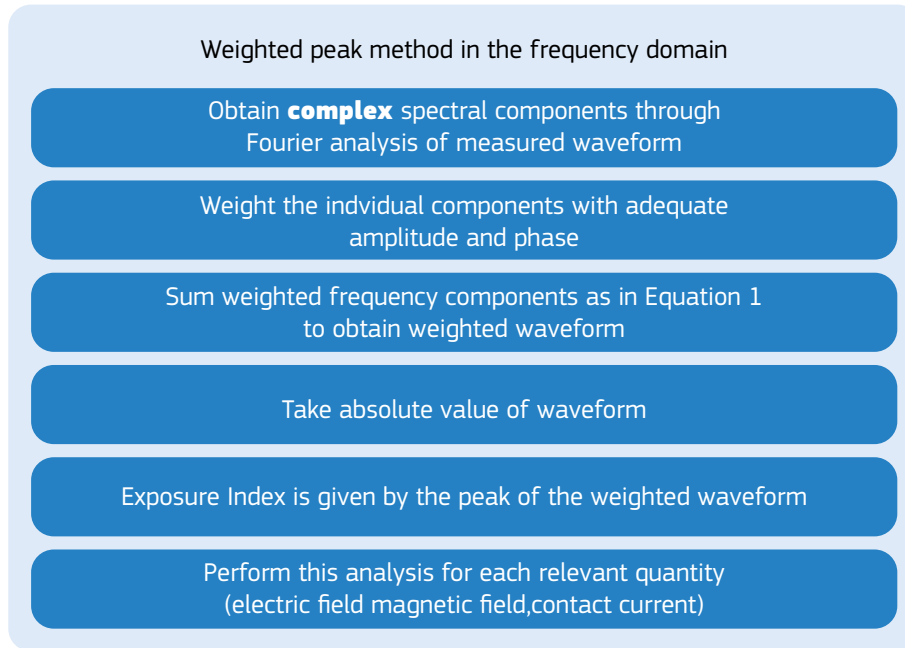 Weighted peak method in the frequency domain
Obtain complex spectral components through
Fourier analysis of measured waveform
Weight the indvidual components with adequate
amplitude and phase
Sum weighted frequency components as in Equation 1
to obtain weighted waveform
Take absolute value of waveform
Exposure Index is given by the peak of the weighted waveform
Perform this analysis for each relevant quantity
(electric field magnetic field,contact current)